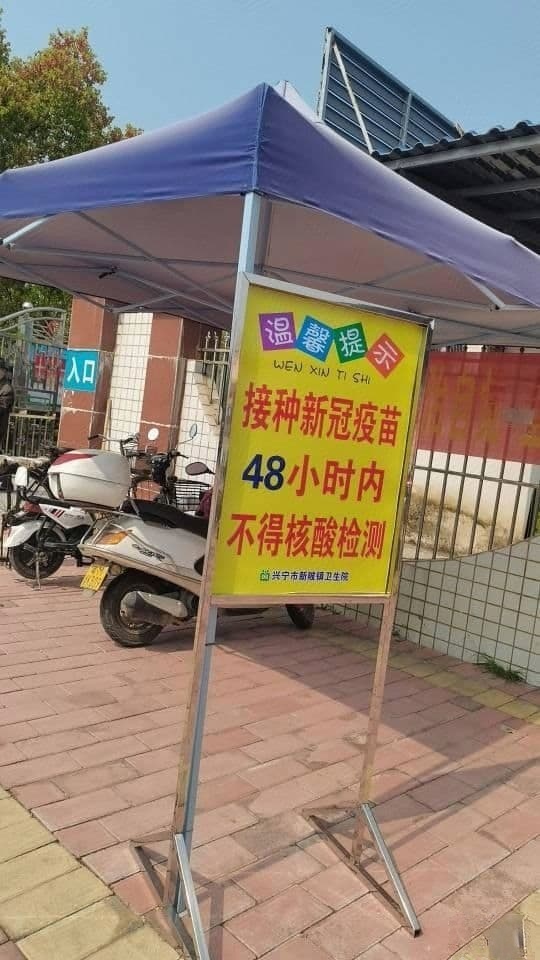 入口
温馨提示
WEN XIN TI SHI
接种新冠疫苗
48小时内
不得核酸检测
兴宁市新陂镇卫生院